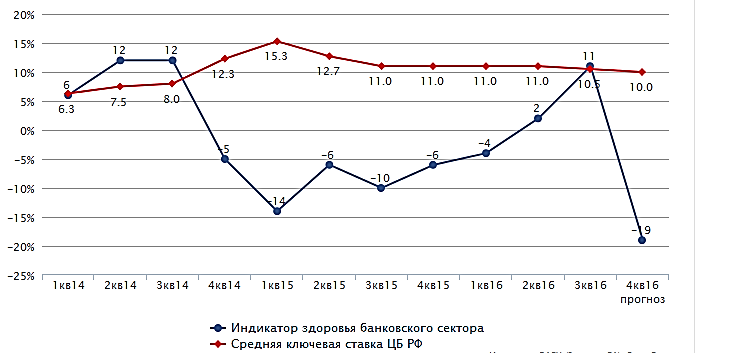 20%
15%
10%
5%
0%
-5%
-10%
-15%
-20%
-25%
6 12 12 -5 -14 -6 -10 -6 -4 2 11 -19
6.3 7.5 8.0 12.3 15.3 12.7 11.0 11.0 11.0 11.0 10.5 10.0
1кв14 2кв14 3кв14 4кв14 1кв15 2кв15 3кв15 4кв15 1кв16 2кв16 3кв16 4кв16
прогноз
Индикатор здоровья банковского сектора
Средняя ключевая ставка ЦБ РФ